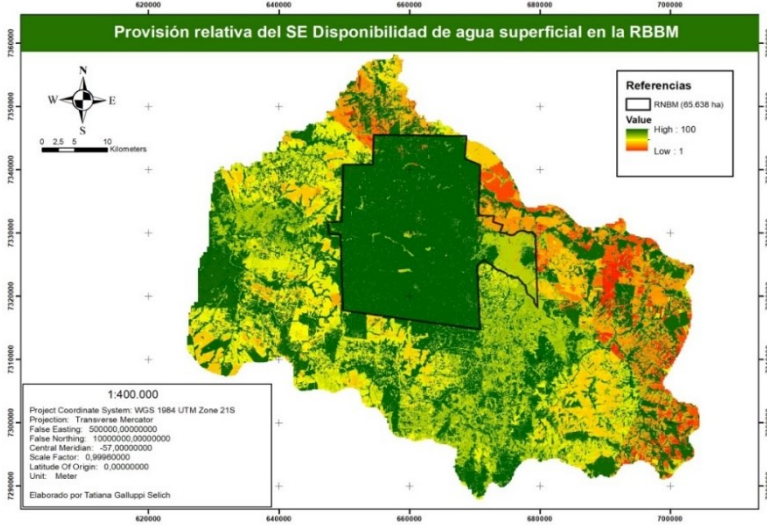 620000 640000 660000 680000 700000
Provisión relativa del SE Disponibilidad de agua superficial en la RBBM
N
W E
S
0 2,5 5 10
Kilometers
Referencias
RNBM (65.638 ha)
Value
High : 100
Low : 1
7360000
7350000
7340000
7330000
7320000
7310000
7300000
7290000
1:400.000
Project Coordinate System: WGS 1984 UTM Zone 21S
Projection: Transverse Mercator
False Easting: 500000,00000000
False Northing: 10000000,00000000
Central Meridian: -57,00000000
Scale Factor: 0,99960000
Latitude Of Origin: 0,00000000
Unit: Meter
Elaborado por Tatiana Galluppi Selich
620000 640000 660000 680000 700000